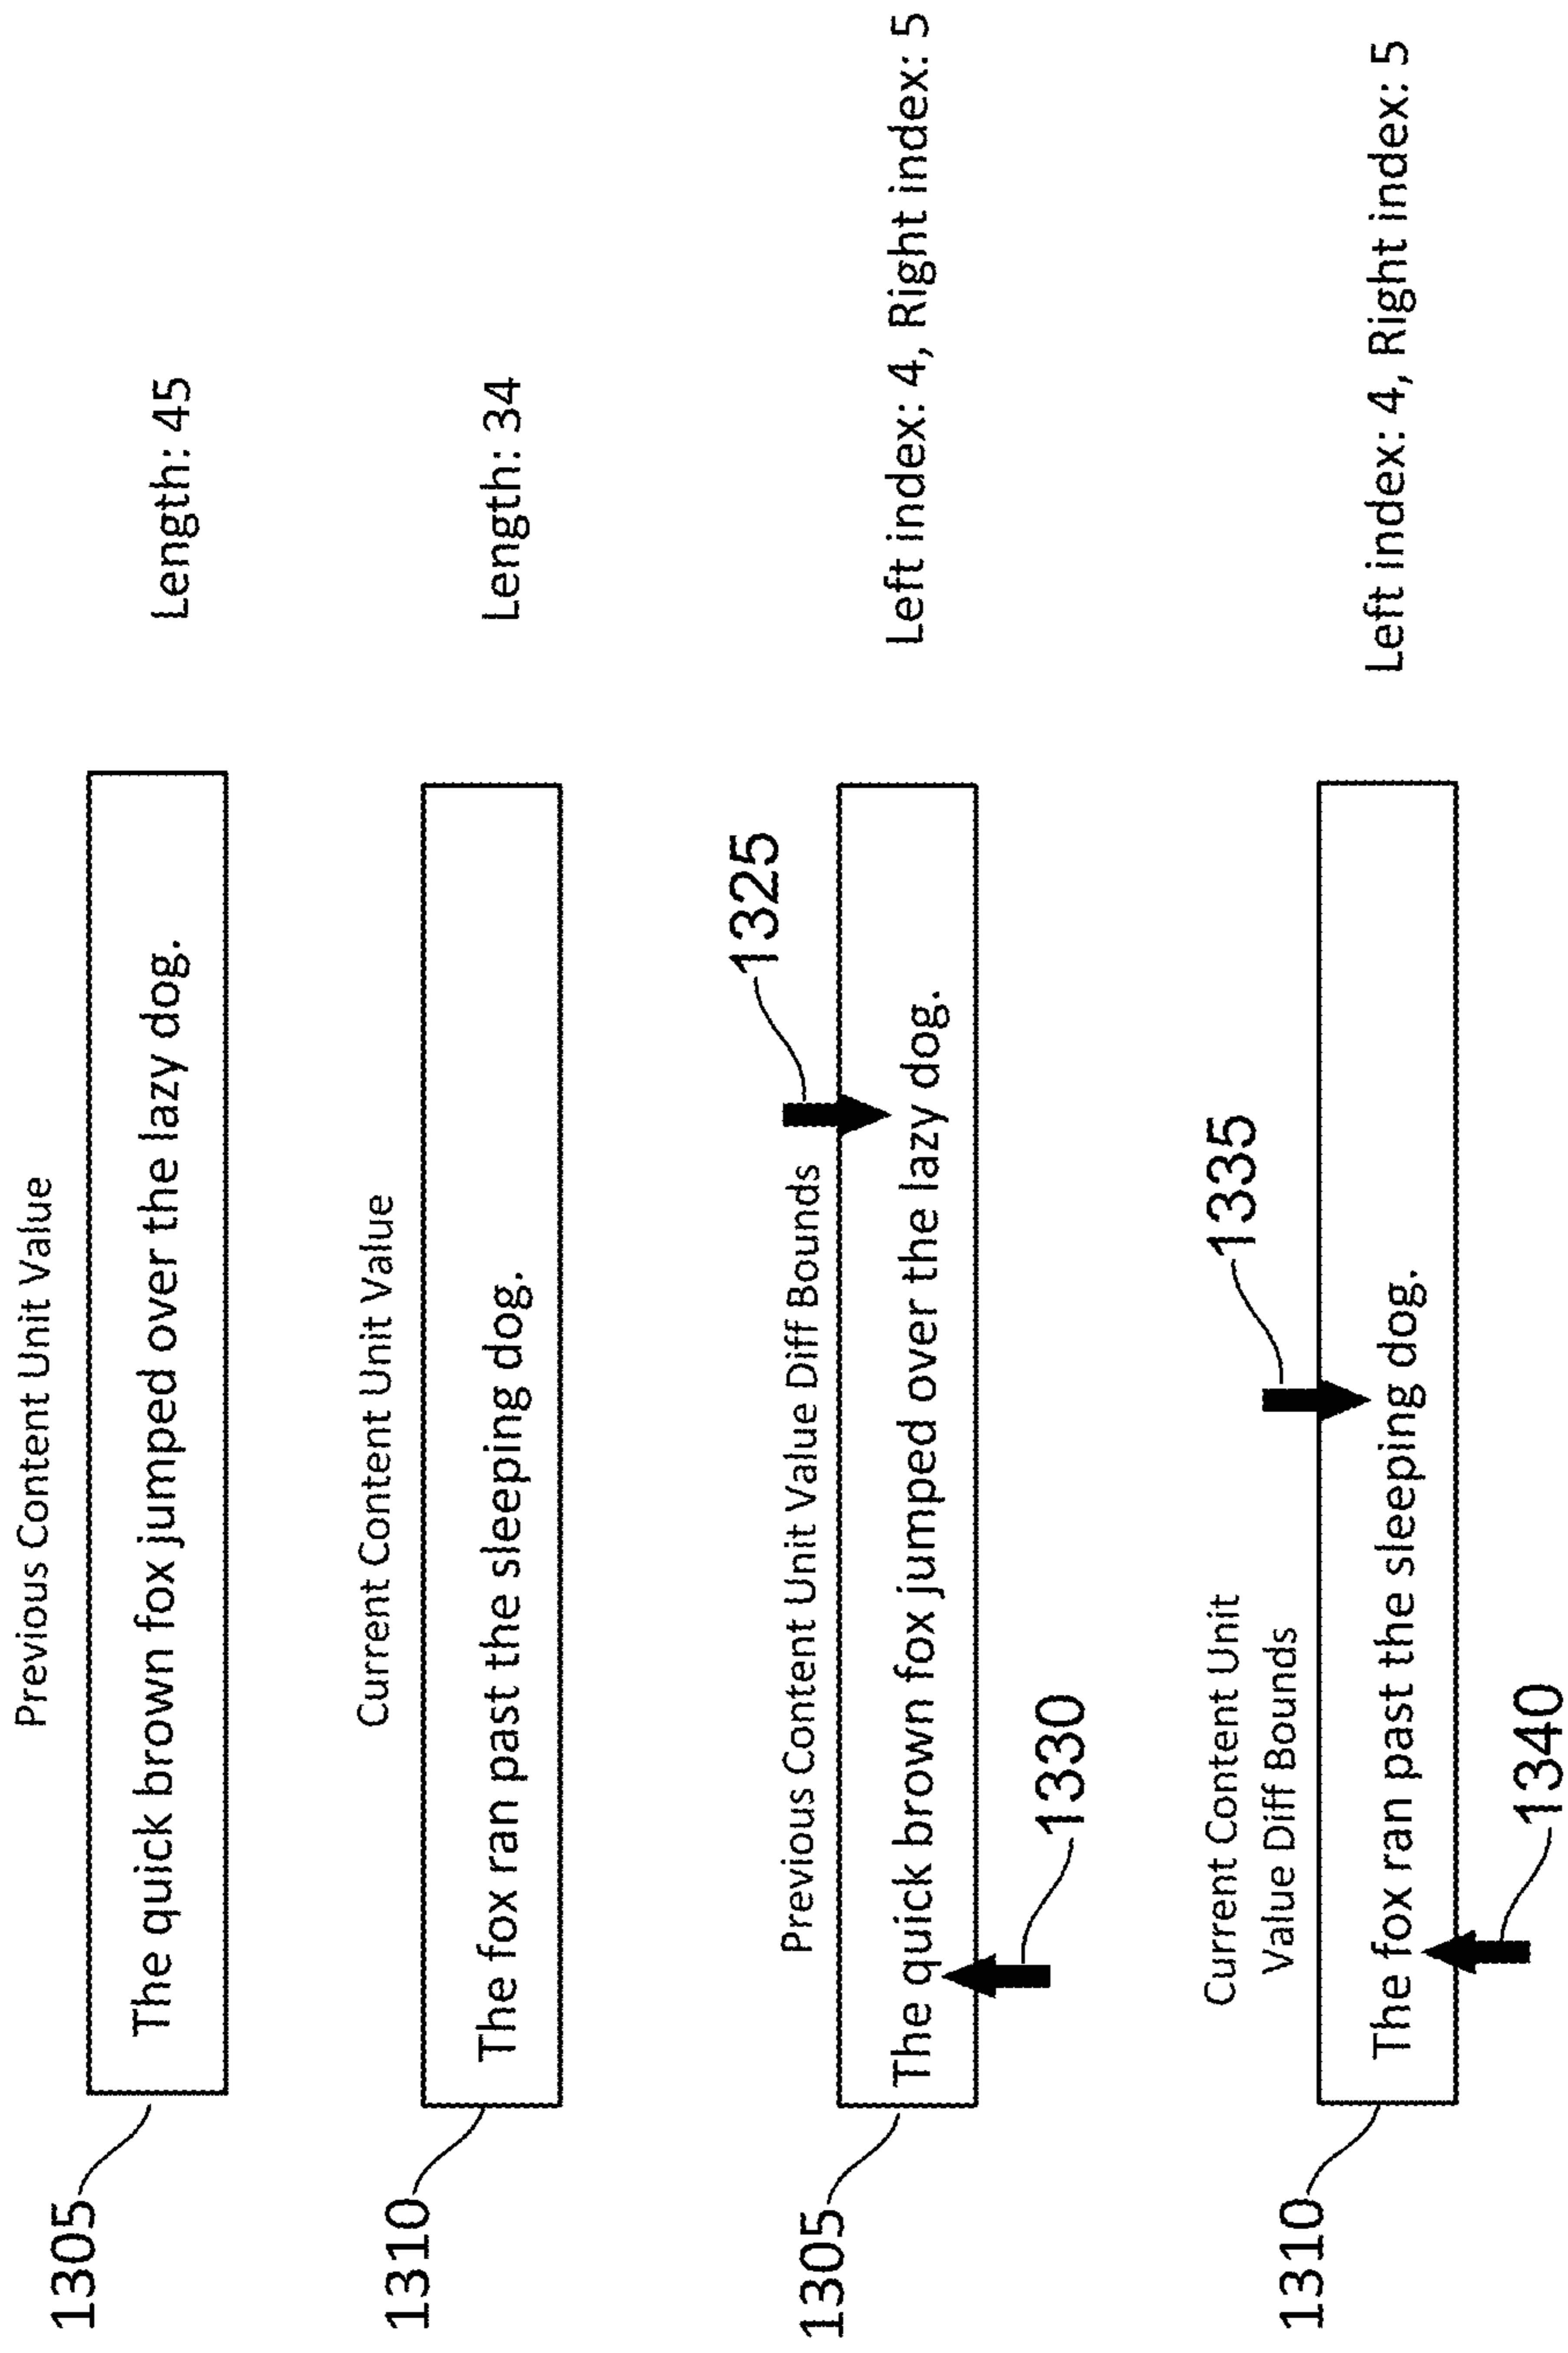 Previous Content Unit Value
1305
The quick brown fox jumped over the lazy dog.
Length: 45
Current Content Unit Value
1310
The fox ran past the sleeping dog.
Length: 34
1325
Previous Content Unit Value Diff Bounds
1305
The quick brown fox jumped over the lazy dog.
Left index: 4, Right index: 5
1330
1335
Current Content Unit
Value Diff Bounds
1310
The fox ran past the sleeping dog.
Left index: 4, Right index: 5
1340